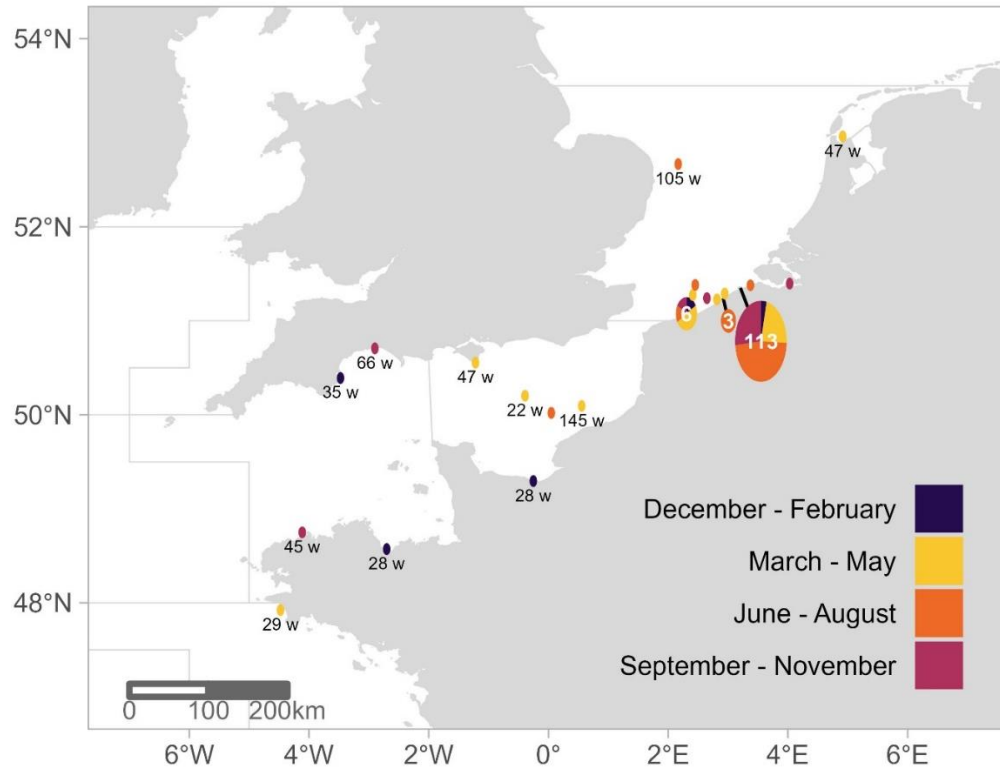 54°N
47 w
105 w
52°N
6
3
113
66 w
47 w
35 w
50°N
22 w
145 w
28 w
December - February
45 w
28 w
March - May
48°N
29 w
June - August
September - November
0 100 200km
6°W 4°W 2°W 0 2°E 4°E 6°E